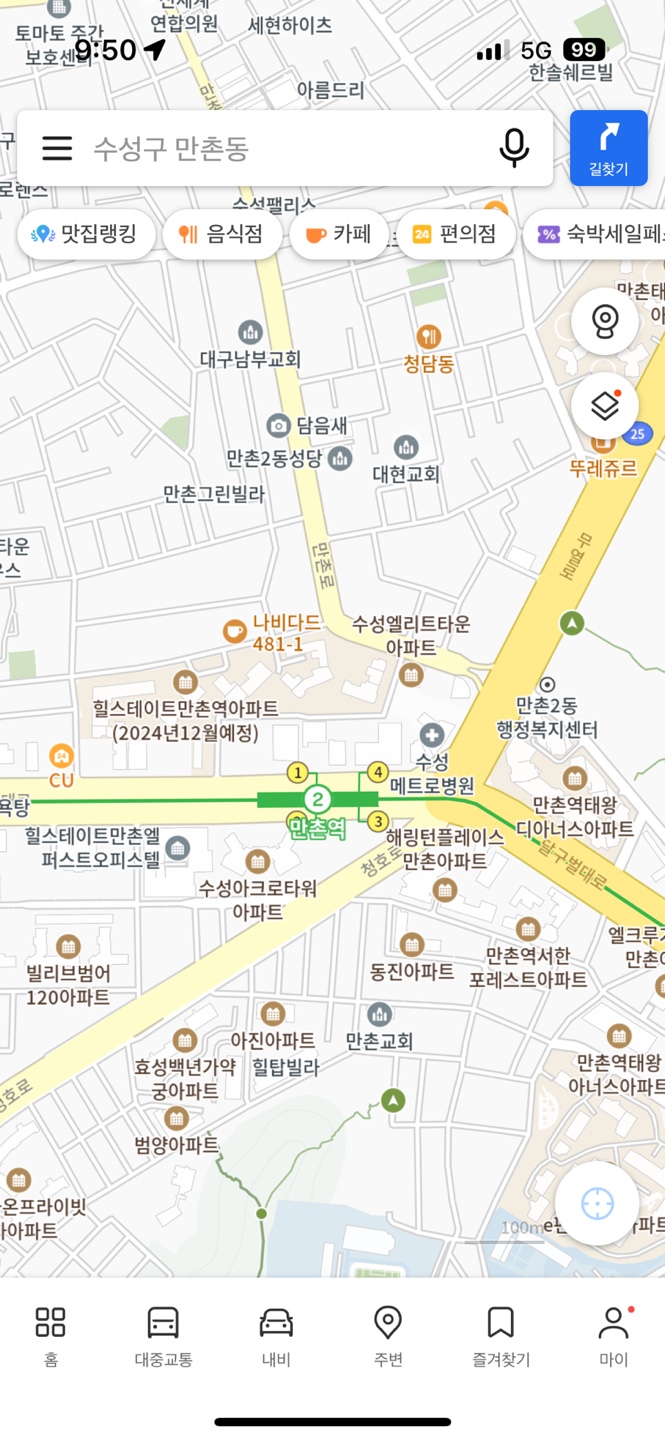 연합의원
세현하이츠
토마토 주간
보호센터
9:50
5G
99
한솔쉐르빌
아름드리
수성구 만촌동
길찾기
수성팰리스
맛집랭킹
음식점
카페
24
편의점
%
숙박세일페
만촌태
대구남부교회
청담동
담음새
25
만촌2동성당
대현교회
뚜레쥬르
만촌그린빌라
타운
만촌로
나비다드
481-1
수성엘리트타운
아파트
힐스테이트만촌역아파트
(2024년12월예정)
만촌2동
행정복지센터
24
CU
수성
메트로병원
1
4
2
3
만촌역
욕탕
만촌역태왕
디아너스아파트
힐스테이트만촌엘
퍼스트오피스텔
해링턴플레이스
만촌아파트
청호로
달구벌대로
수성아크로타워
아파트
빌리브범어
120아파트
동진아파트
만촌역서한
포레스트아파트
아진아파트
만촌교회
효성백년가약
궁아파트
힐탑빌라
만촌역태왕
아너스아파트
범양아파트
청호로
온프라이빗
아파트
100m
홈
대중교통
내비
주변
즐겨찾기
마이